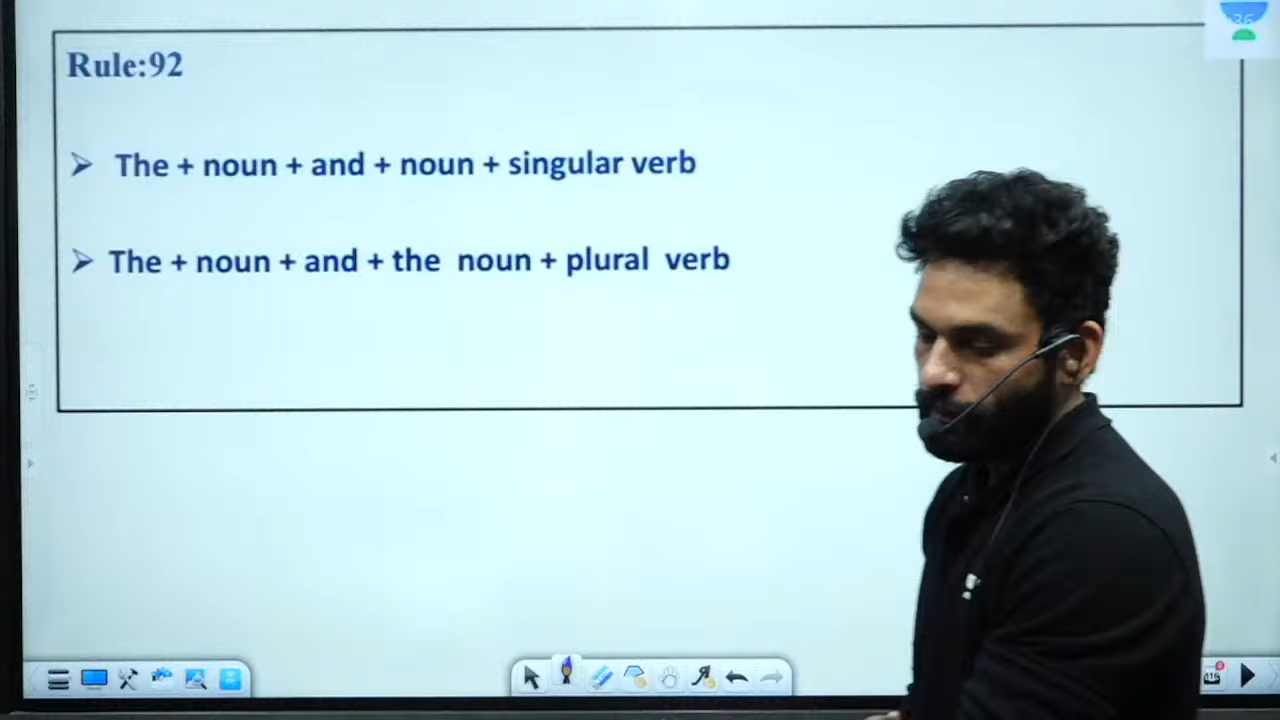 Rule:92
➢ The + noun + and + noun + singular verb
➢ The + noun + and + the noun + plural verb